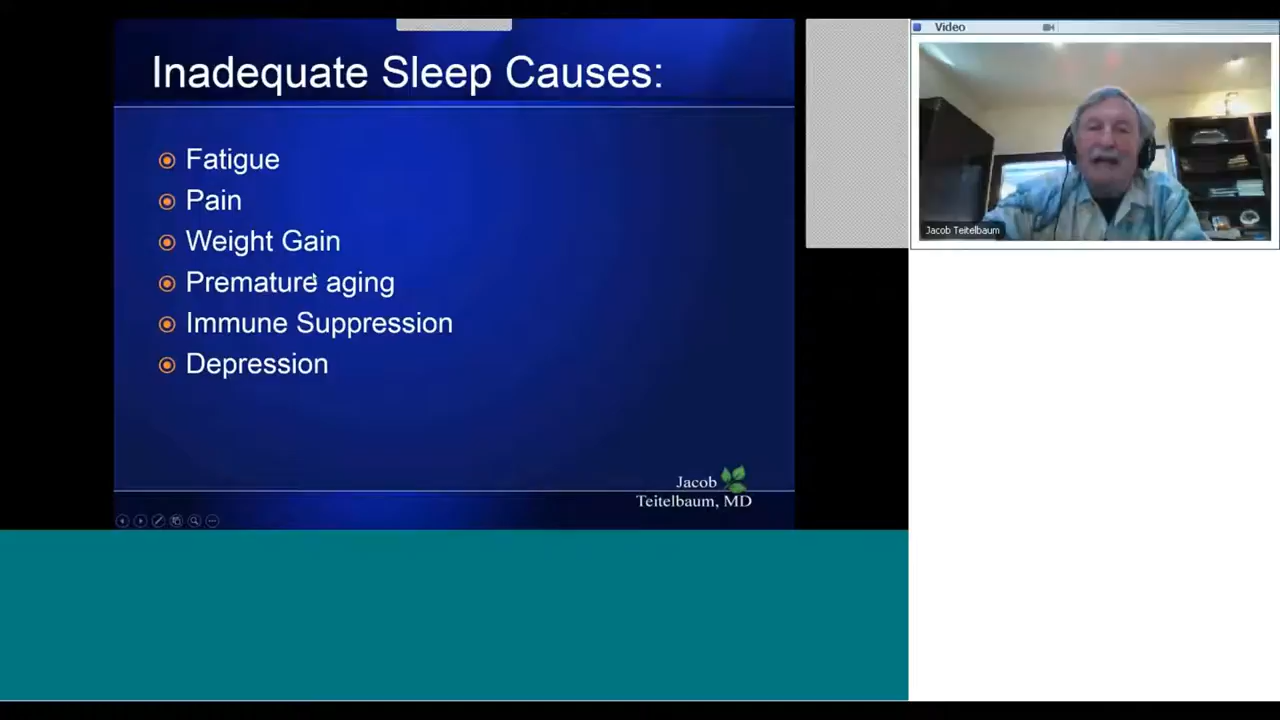 Inadequate Sleep Causes:
Fatigue
Pain
Weight Gain
Premature aging
Immune Suppression
Depression
Jacob
Teitelbaum, MD
Video
Jacob Teitelbaum